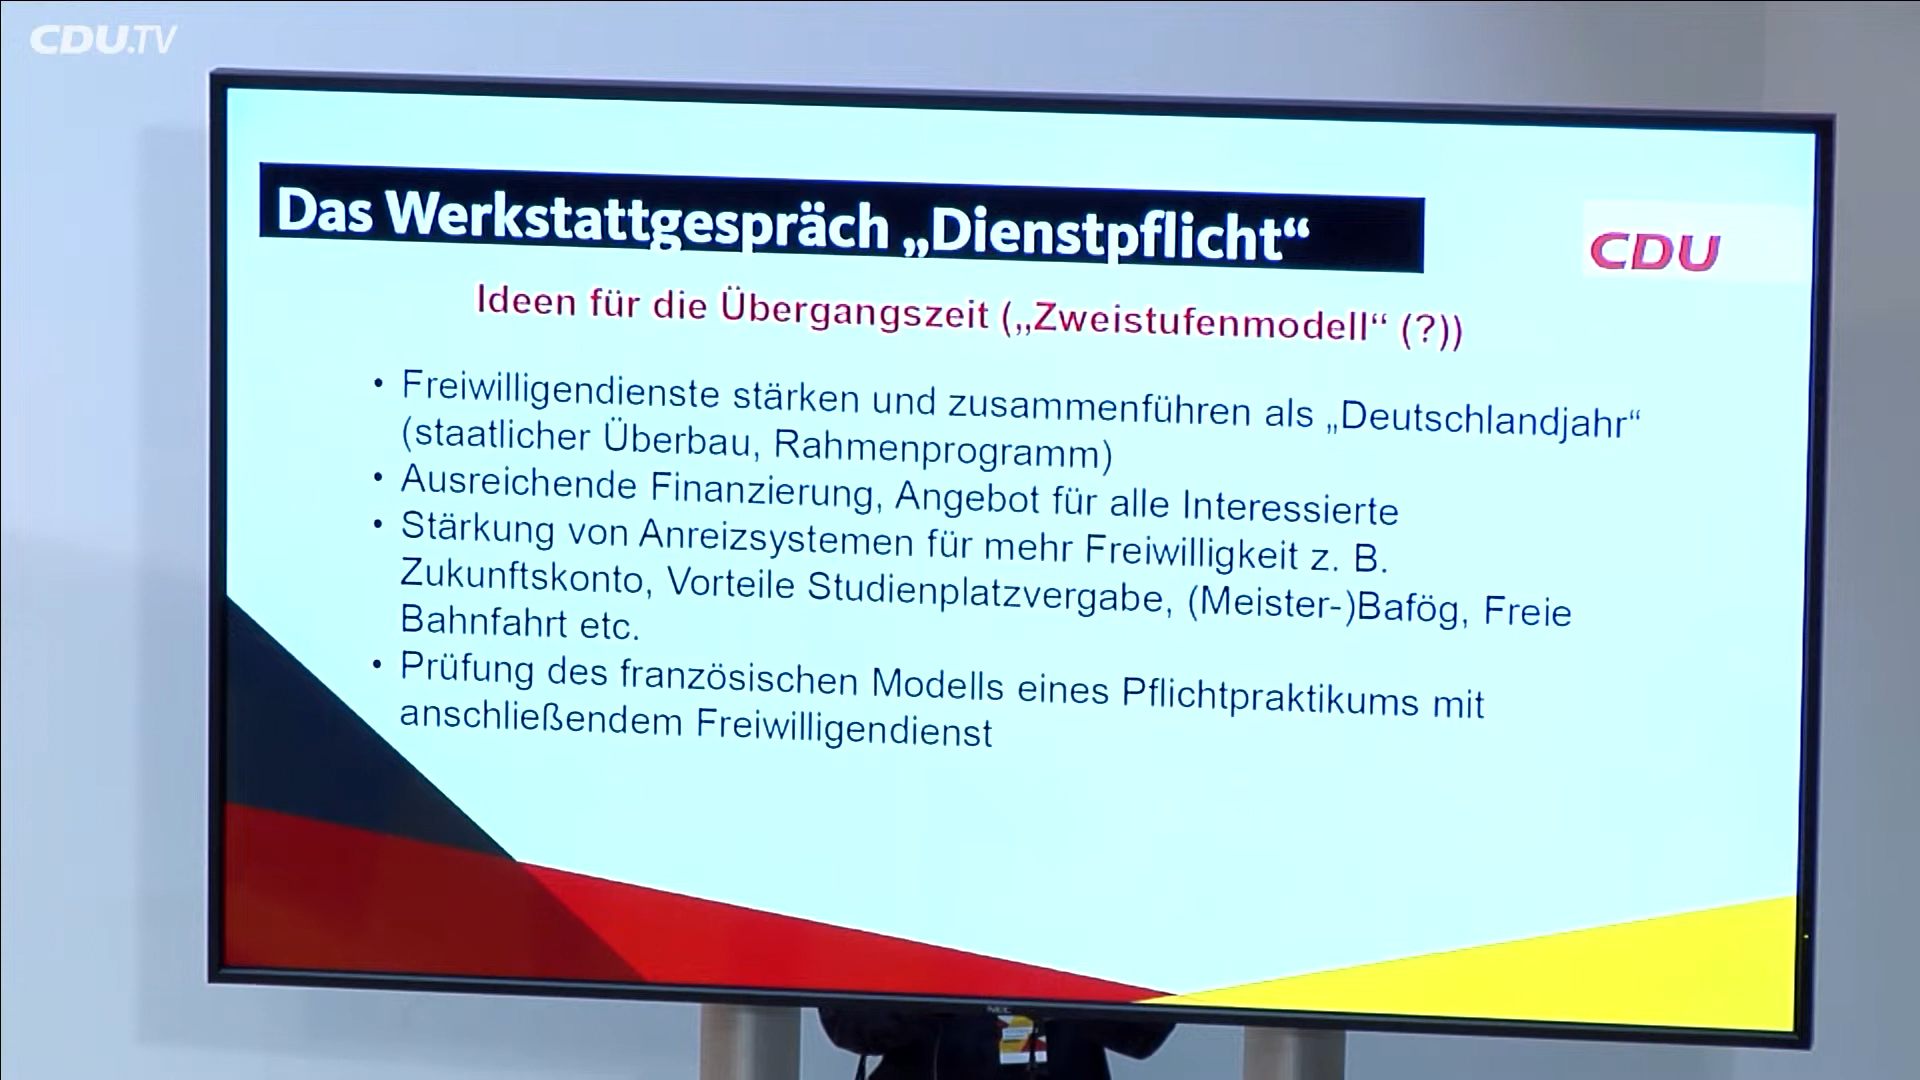 CDU.TV
Das Werkstattgespräch „Dienstpflicht“
CDU
Ideen für die Übergangszeit („Zweistufenmodell“ (?))
• Freiwilligendienste stärken und zusammenführen als „Deutschlandjahr“
(staatlicher Überbau, Rahmenprogramm)
• Ausreichende Finanzierung, Angebot für alle Interessierte
• Stärkung von Anreizsystemen für mehr Freiwilligkeit z. B.
Zukunftskonto, Vorteile Studienplatzvergabe, (Meister-)Bafög, Freie
Bahnfahrt etc.
• Prüfung des französischen Modells eines Pflichtpraktikums mit
anschließendem Freiwilligendienst
NEC